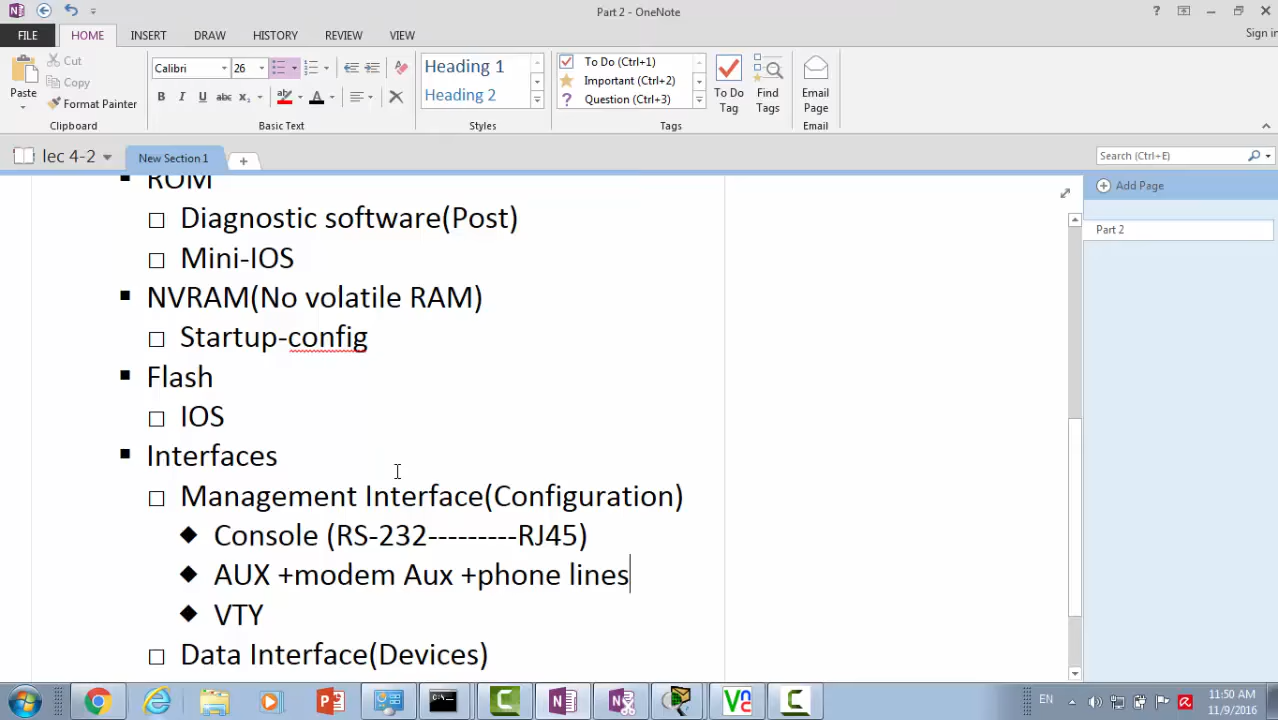 Part 2 - OneNote
Sign in
FILE HOME INSERT DRAW HISTORY REVIEW VIEW
Paste
Cut
Copy
Format Painter
Clipboard
Calibri 26
B I U abc x₂ ab A
Basic Text
Heading 1
Heading 2
Styles
To Do (Ctrl+1)
Important (Ctrl+2)
Question (Ctrl+3)
To Do Tag
Find Tags
Tags
Email Page
Email
lec 4-2
New Section 1
Search (Ctrl+E)
Add Page
Part 2
ROM
Diagnostic software(Post)
Mini-IOS
NVRAM(No volatile RAM)
Startup-config
Flash
IOS
Interfaces
Management Interface(Configuration)
Console (RS-232---------RJ45)
AUX +modem Aux +phone lines
VTY
Data Interface(Devices)
EN
11:50 AM
11/9/2016